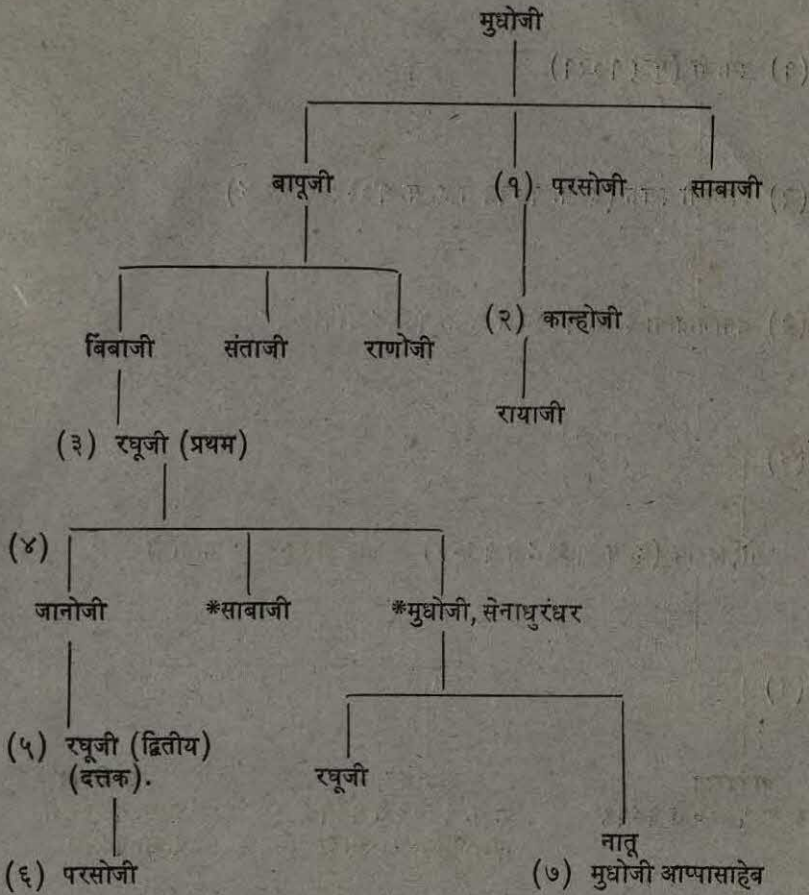 मुधोजी
बापूजी (१) परसोजी साबाजी
(२) कान्होजी
बिंबाजी संताजी राणोजी
रायाजी
(३) रघूजी (प्रथम)
(४)
जानोजी *साबाजी *मुधोजी, सेनाधुरंधर
(५) रघूजी (द्वितीय)
(दत्तक). रघूजी
नातू
(६) परसोजी (७) मुधोजी आप्पासाहेब